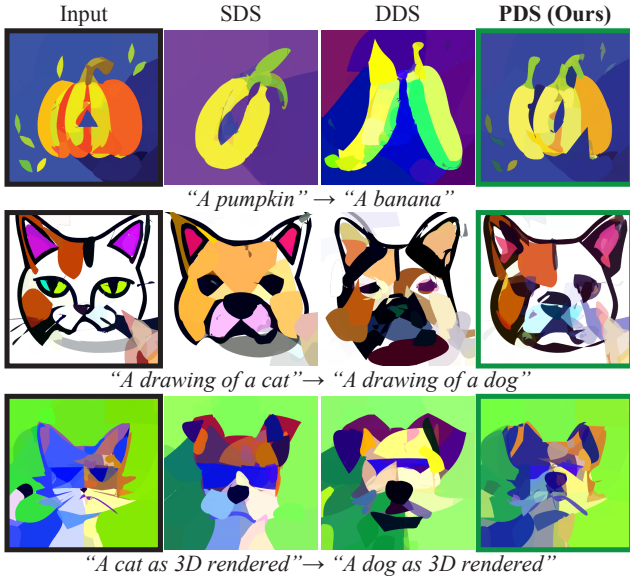 Input SDS DDS PDS (Ours)
“A pumpkin” → “A banana”
“A drawing of a cat”→ “A drawing of a dog”
“A cat as 3D rendered”→ “A dog as 3D rendered”